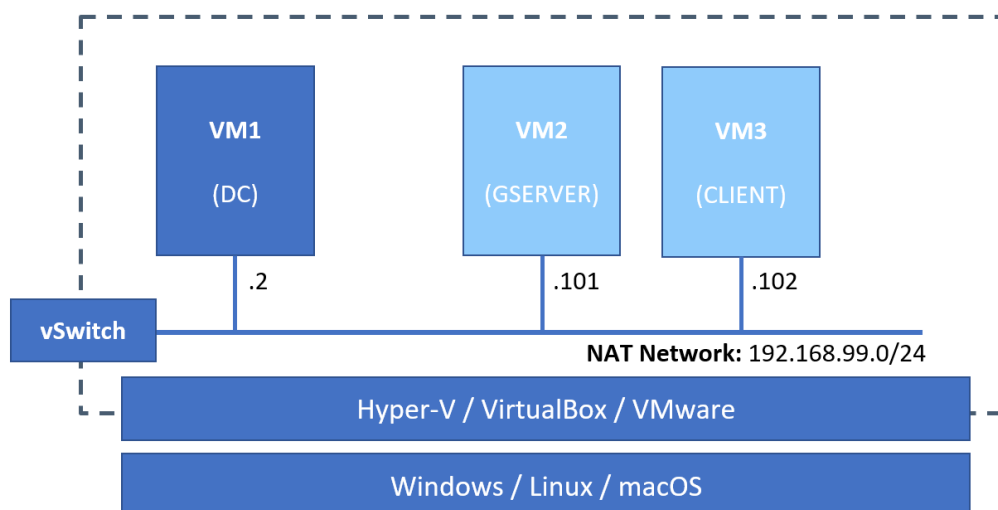 VM1
(DC)
VM2
(GSERVER)
VM3
(CLIENT)
.2
.101
.102
vSwitch
NAT Network: 192.168.99.0/24
Hyper-V / VirtualBox / VMware
Windows / Linux / macOS